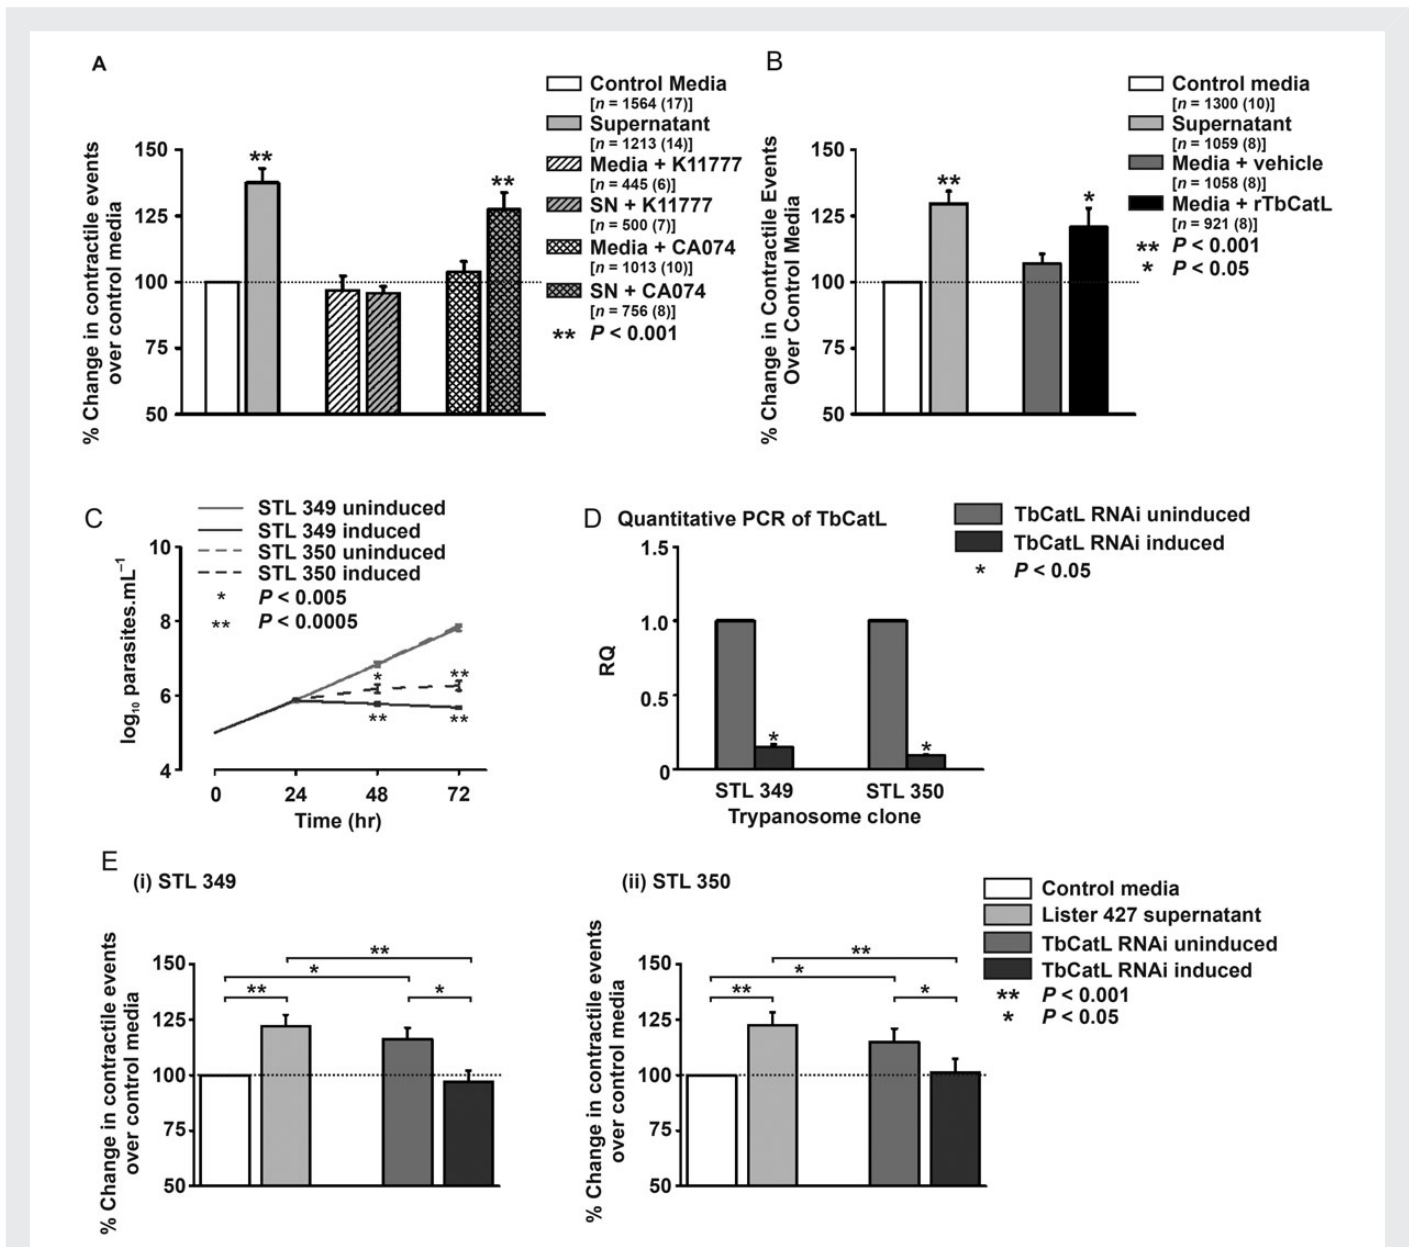 A
Control Media
[n = 1564 (17)]
Supernatant
[n = 1213 (14)]
Media + K11777
[n = 445 (6)]
SN + K11777
[n = 500 (7)]
Media + CA074
[n = 1013 (10)]
SN + CA074
[n = 756 (8)]
** P < 0.001
% Change in contractile events
over control media
150
125
100
75
50
**
**
B
Control media
[n = 1300 (10)]
Supernatant
[n = 1059 (8)]
Media + vehicle
[n = 1058 (8)]
Media + rTbCatL
[n = 921 (8)]
** P < 0.001
* P < 0.05
% Change in Contractile Events
Over Control Media
150
125
100
75
50
**
*
C
STL 349 uninduced
STL 349 induced
STL 350 uninduced
STL 350 induced
* P < 0.005
** P < 0.0005
log10 parasites.mL−1
10
8
6
4
*
**
**
**
0 24 48 72
Time (hr)
D Quantitative PCR of TbCatL
TbCatL RNAi uninduced
TbCatL RNAi induced
* P < 0.05
RQ
1.5
1.0
0.5
0
*
*
STL 349 STL 350
Trypanosome clone
E
(i) STL 349
% Change in contractile events
over control media
150
125
100
75
50
**
*
** *
(ii) STL 350
% Change in contractile events
over control media
150
125
100
75
50
**
*
** *
Control media
Lister 427 supernatant
TbCatL RNAi uninduced
TbCatL RNAi induced
** P < 0.001
* P < 0.05